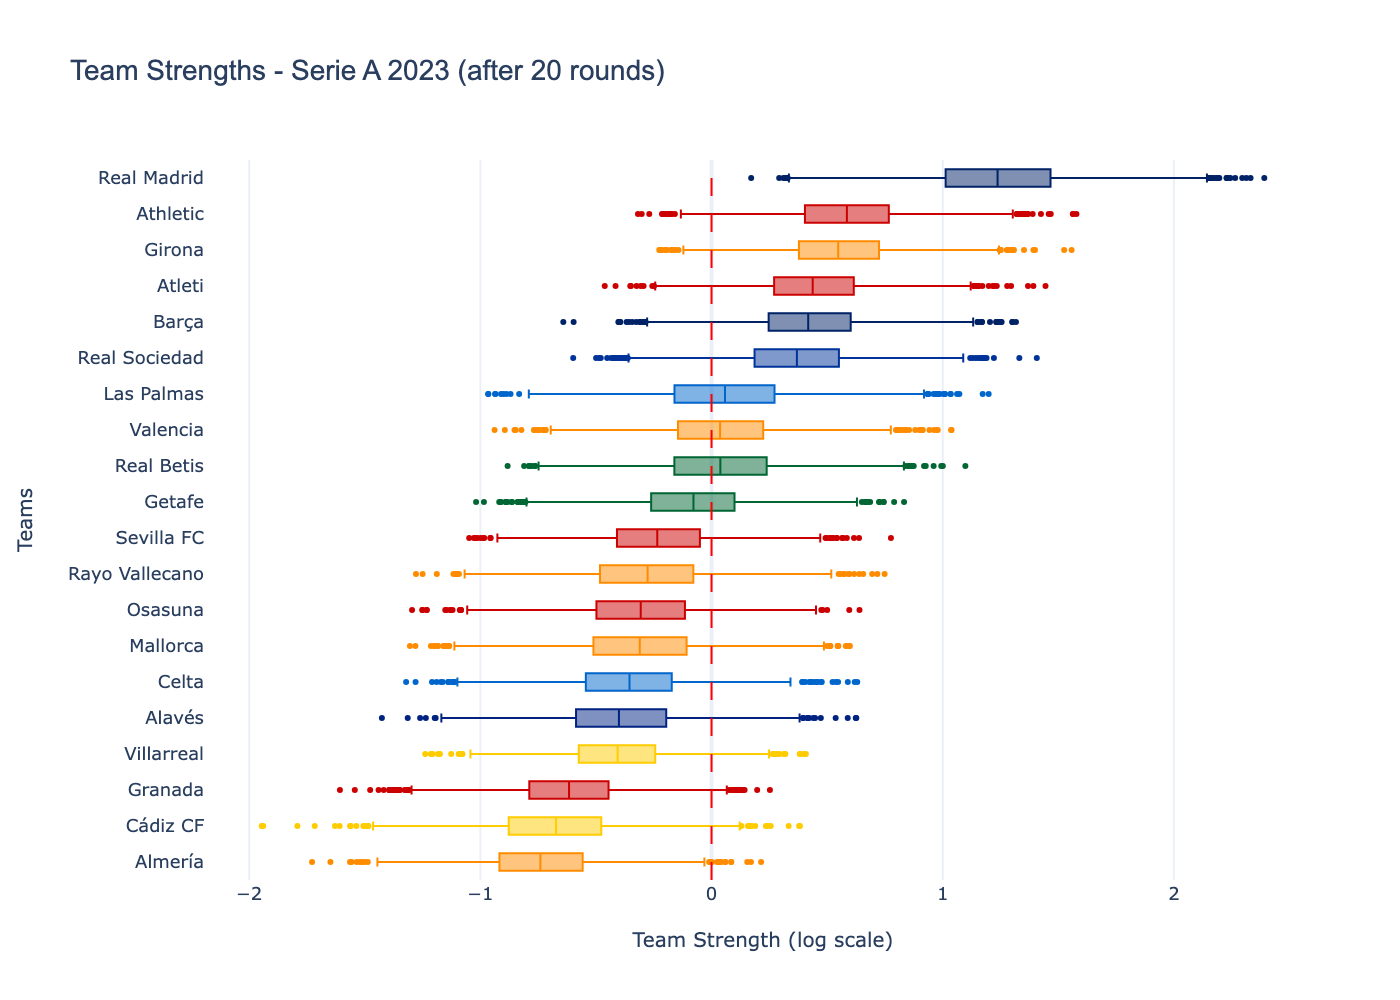 Team Strengths - Serie A 2023 (after 20 rounds)
Real Madrid
Athletic
Girona
Atleti
Barça
Real Sociedad
Las Palmas
Valencia
Real Betis
Getafe
Sevilla FC
Rayo Vallecano
Osasuna
Mallorca
Celta
Alavés
Villarreal
Granada
Cádiz CF
Almería
Teams
−2 −1 0 1 2
Team Strength (log scale)